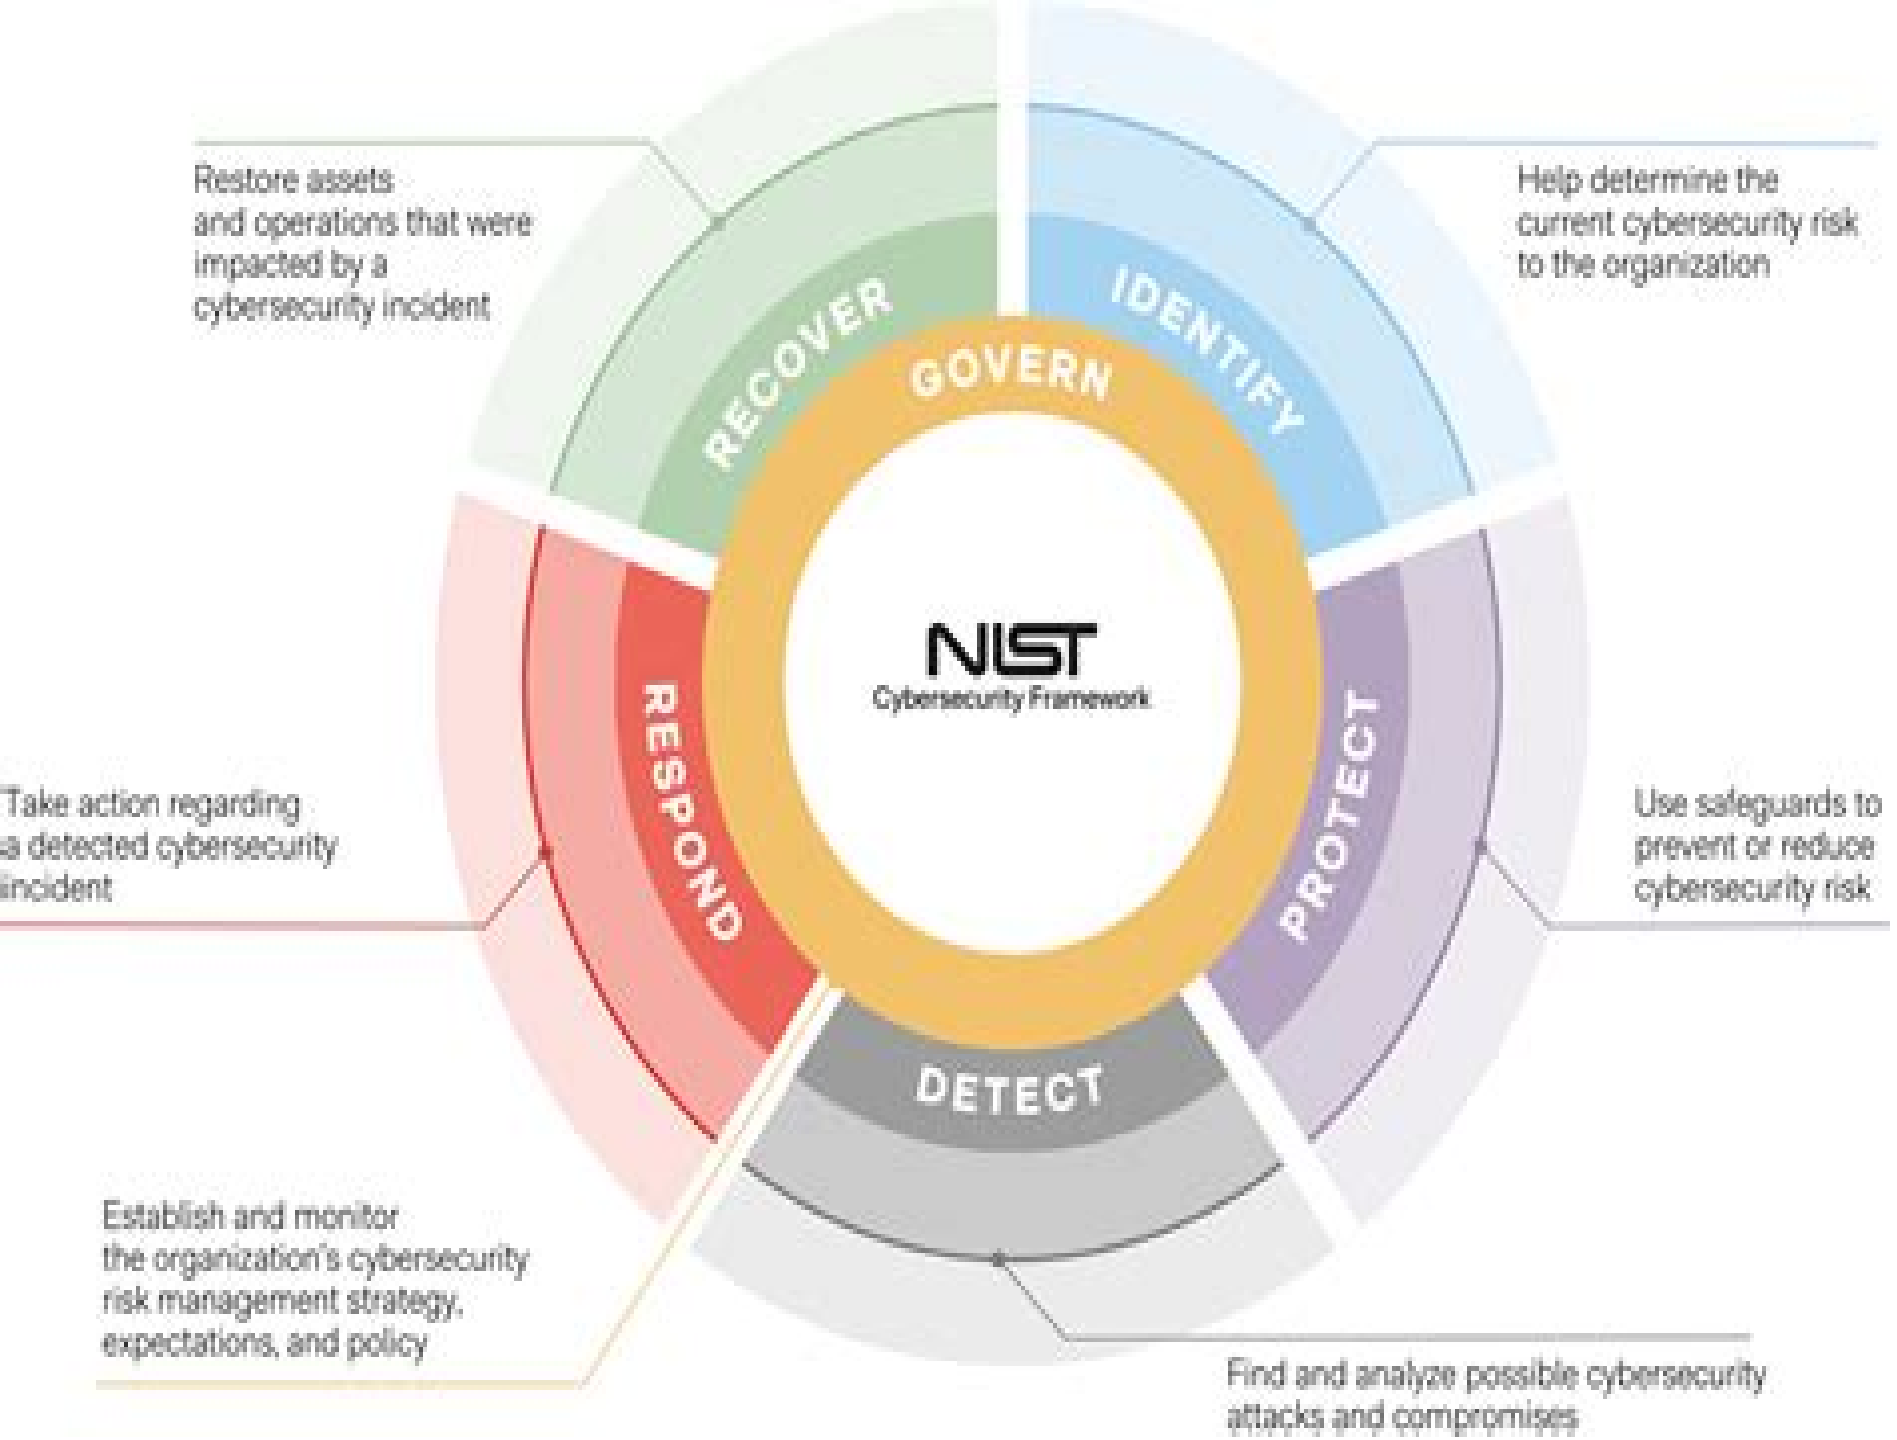 Restore assets
and operations that were
impacted by a
cybersecurity incident
Help determine the
current cybersecurity risk
to the organization
RECOVER
GOVERN
IDENTIFY
NIST
Cybersecurity Framework
RESPOND
PROTECT
DETECT
Take action regarding
a detected cybersecurity
incident
Use safeguards to
prevent or reduce
cybersecurity risk
Establish and monitor
the organization's cybersecurity
risk management strategy,
expectations, and policy
Find and analyze possible cybersecurity
attacks and compromises